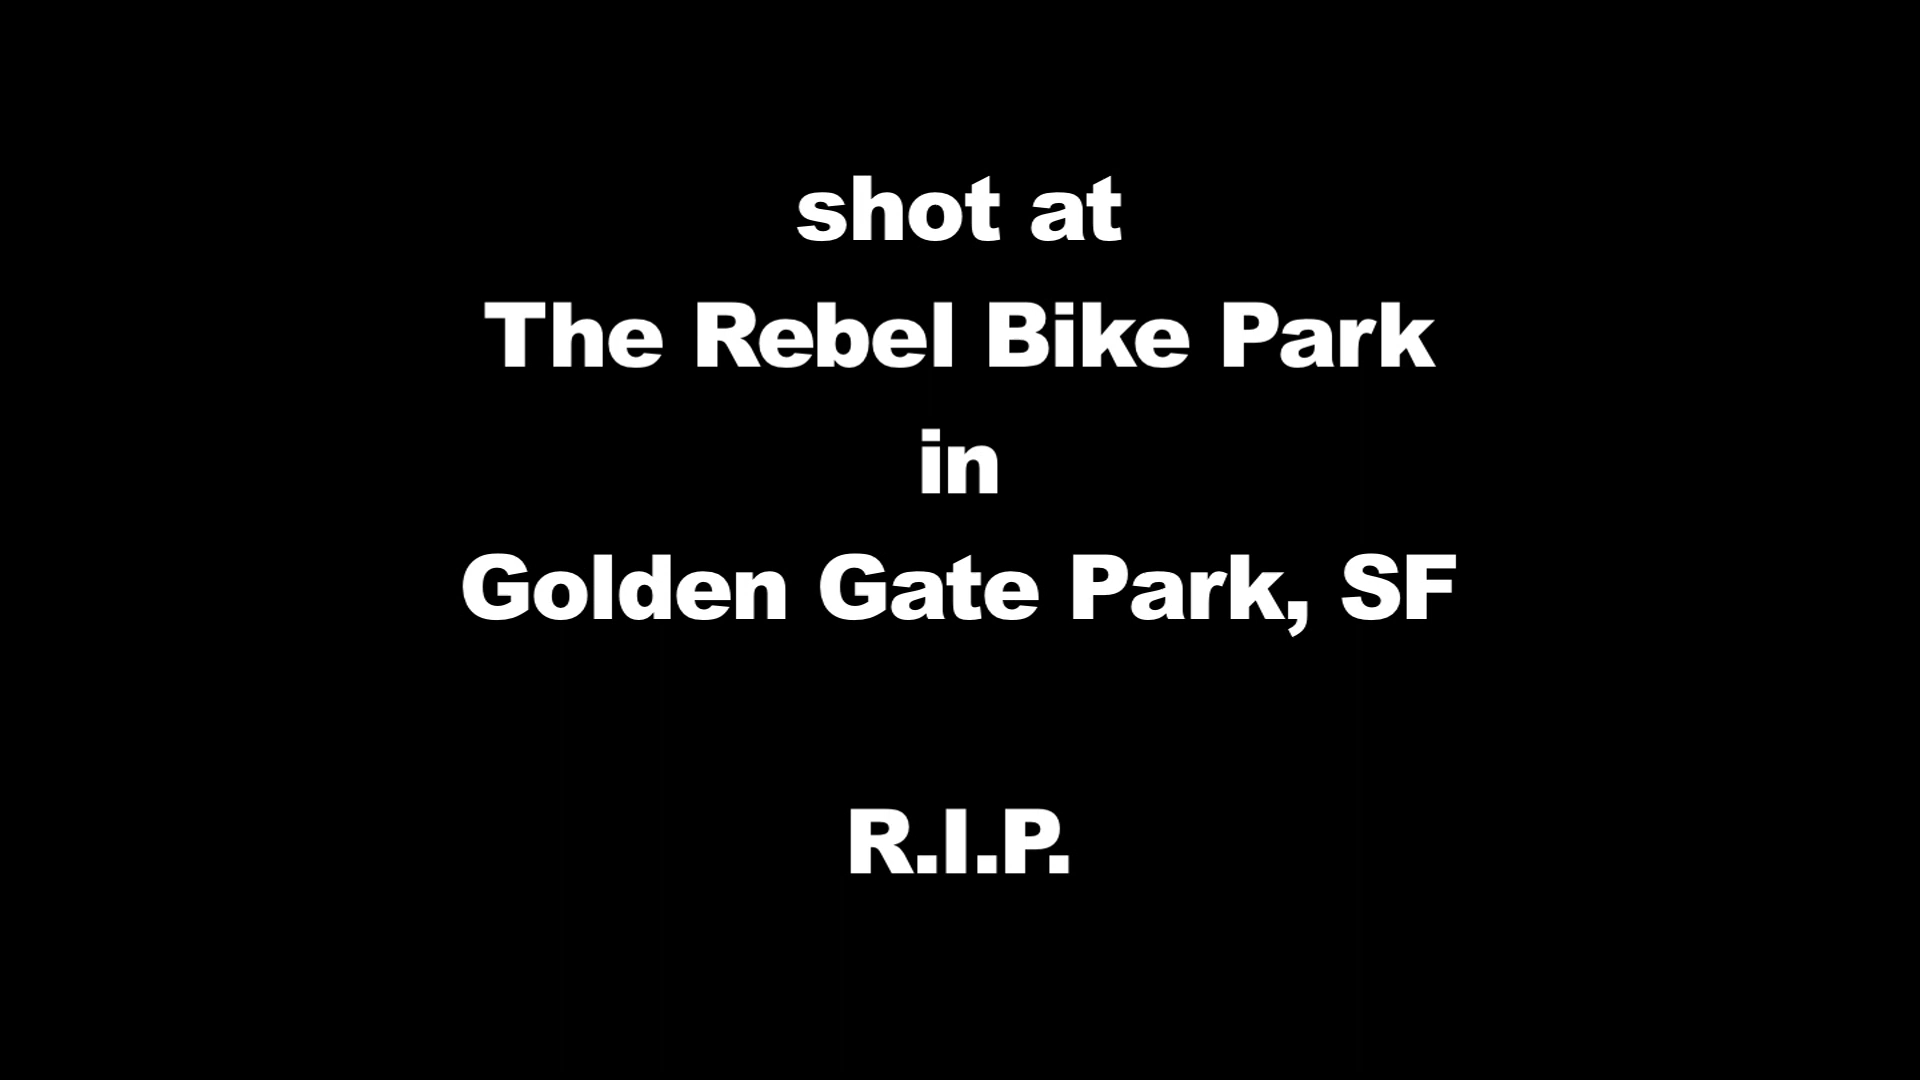 shot at
The Rebel Bike Park
in
Golden Gate Park, SF
R.I.P.